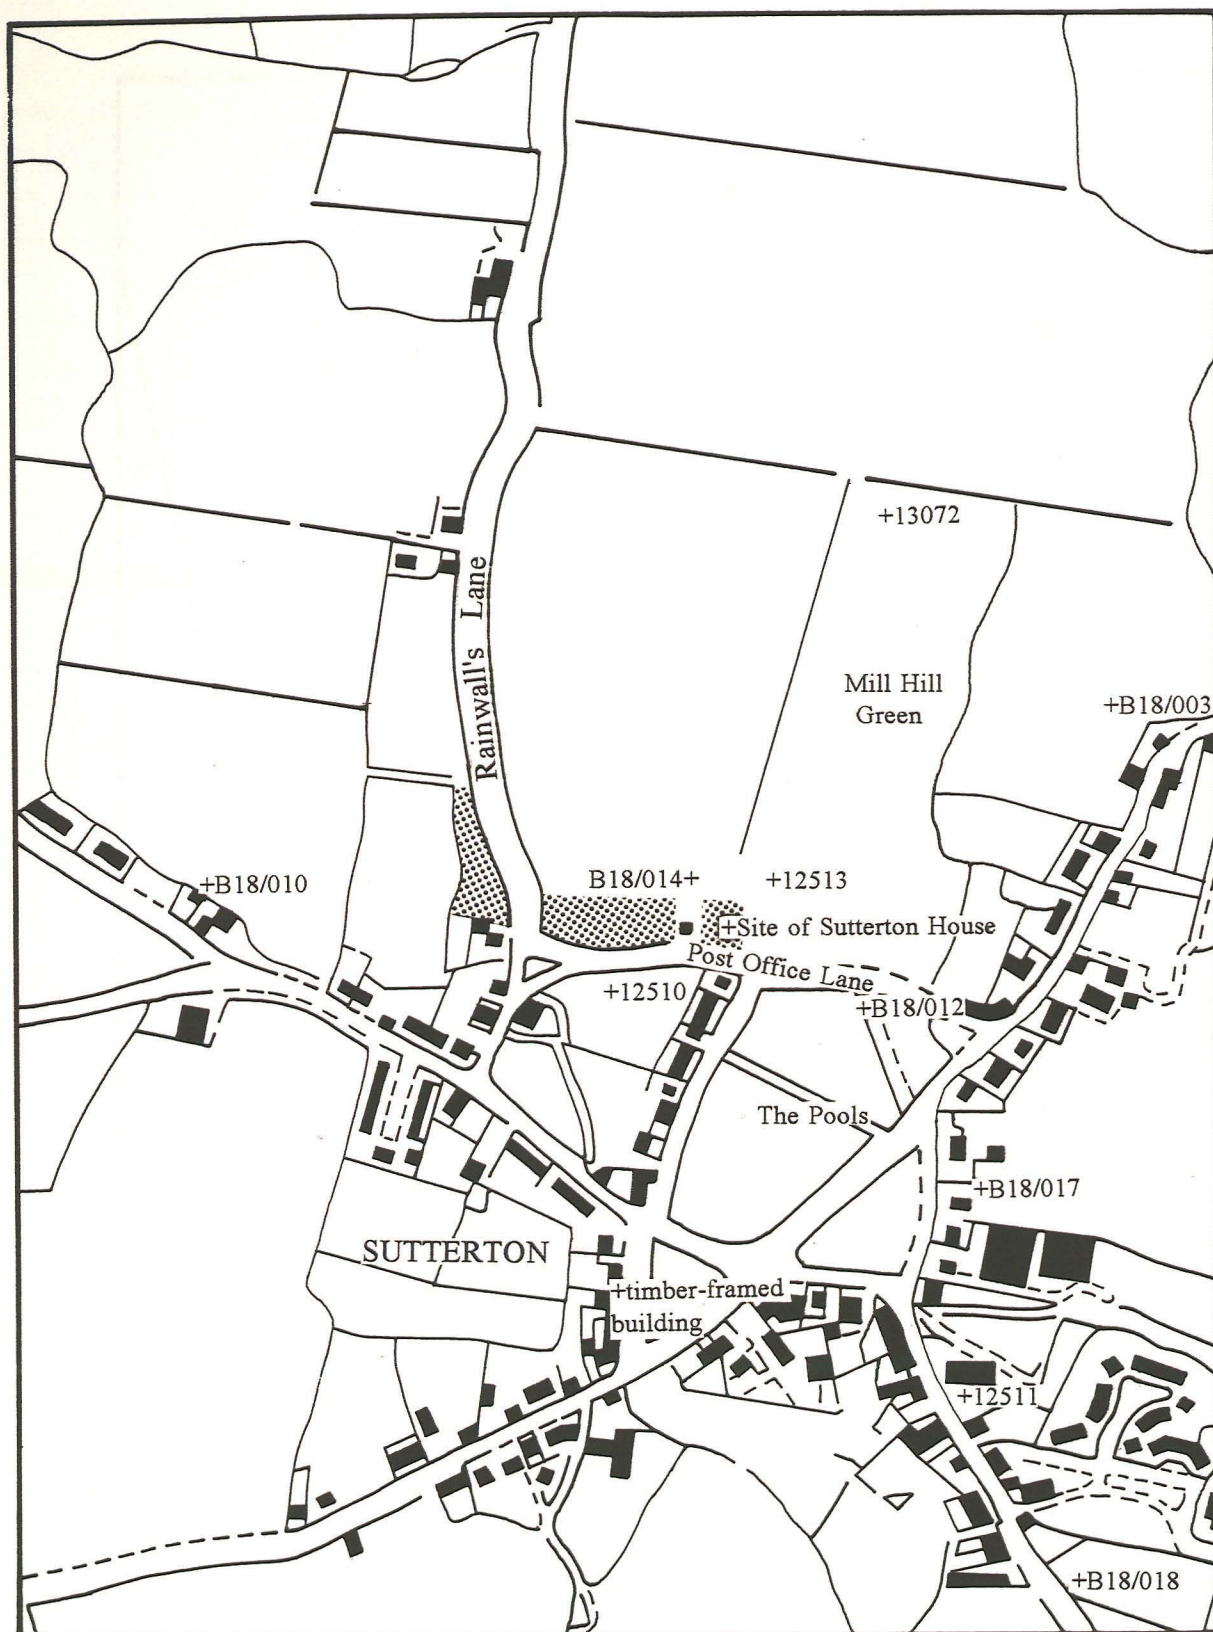 +13072
Rainwall's Lane
Mill Hill
Green
+B18/003
+B18/010
B18/014+
+12513
+Site of Sutterton House
Post Office Lane
+12510
+B18/012
The Pools
+B18/017
SUTTERTON
+timber-framed
building
+12511
+B18/018